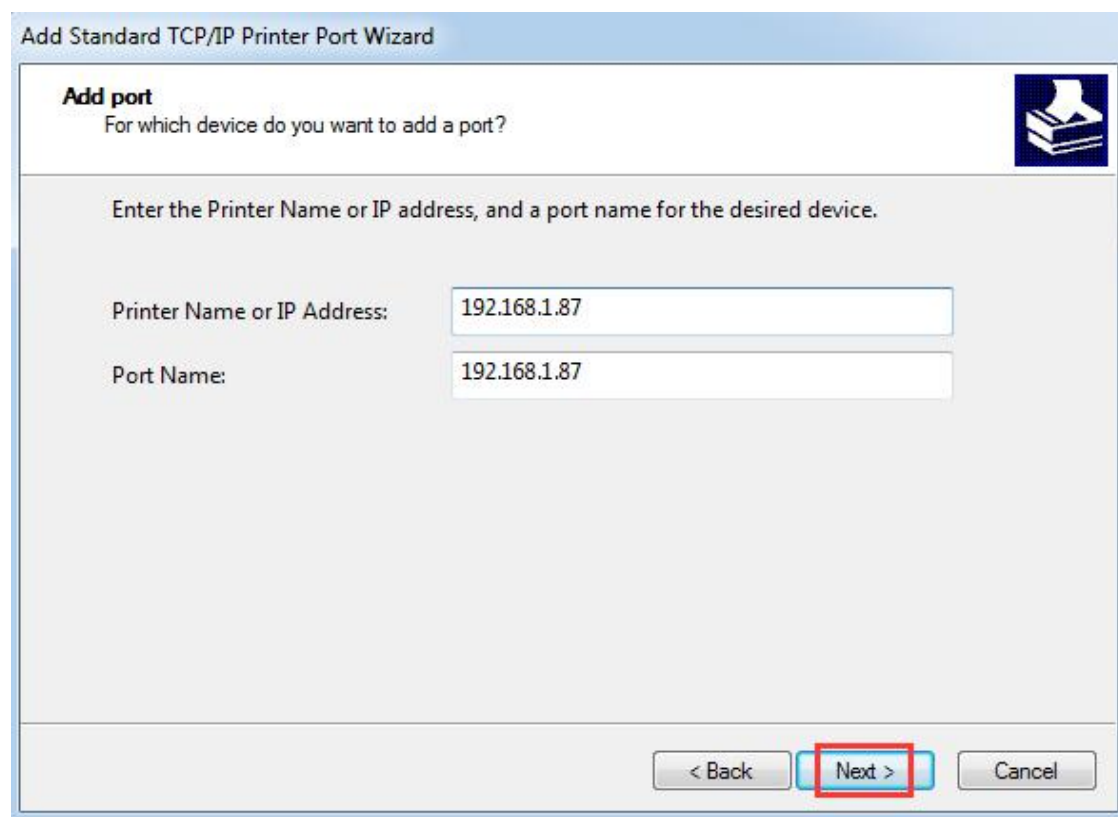 Add Standard TCP/IP Printer Port Wizard
Add port
For which device do you want to add a port?
Enter the Printer Name or IP address, and a port name for the desired device.
Printer Name or IP Address: 192.168.1.87
Port Name: 192.168.1.87
< Back Next > Cancel